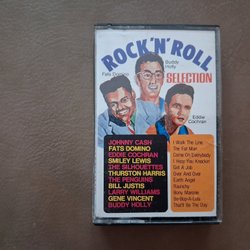 ROCK 'N' ROLL
Buddy
Holly
Fats Domino
SELECTION
Eddie
Cochran
JOHNNY CASH
FATS DOMINO
EDDIE COCHRAN
SMILEY LEWIS
THE SILHOUETTES
THURSTON HARRIS
THE PENGUINS
BILL JUSTIS
LARRY WILLIAMS
GENE VINCENT
BUDDY HOLLY
I Walk The Line
The Fat Man
Come On Everybody
I Hear You Knockin'
Get A Job
Over And Over
Earth Angel
Raunchy
Bony Moronie
Be-Bop-A-Lula
That'll Be The Day